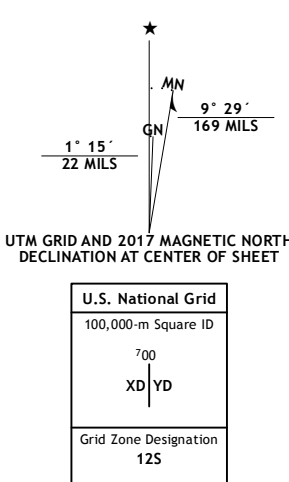 ★
MN
GN
9° 29´
169 MILS
1° 15´
22 MILS
UTM GRID AND 2017 MAGNETIC NORTH
DECLINATION AT CENTER OF SHEET
U.S. National Grid
100,000-m Square ID
⁷00
XD YD
Grid Zone Designation
12S